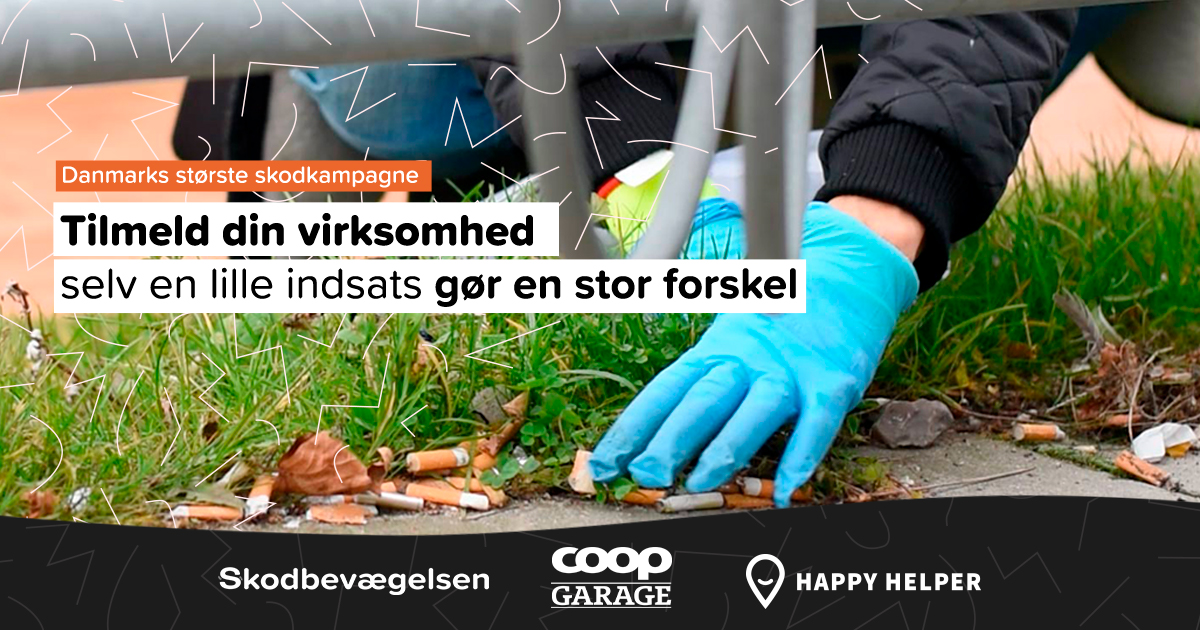 Danmarks største skodkampagne
Tilmeld din virksomhed
selv en lille indsats gør en stor forskel
Skodbevægelsen
coop
GARAGE
HAPPY HELPER